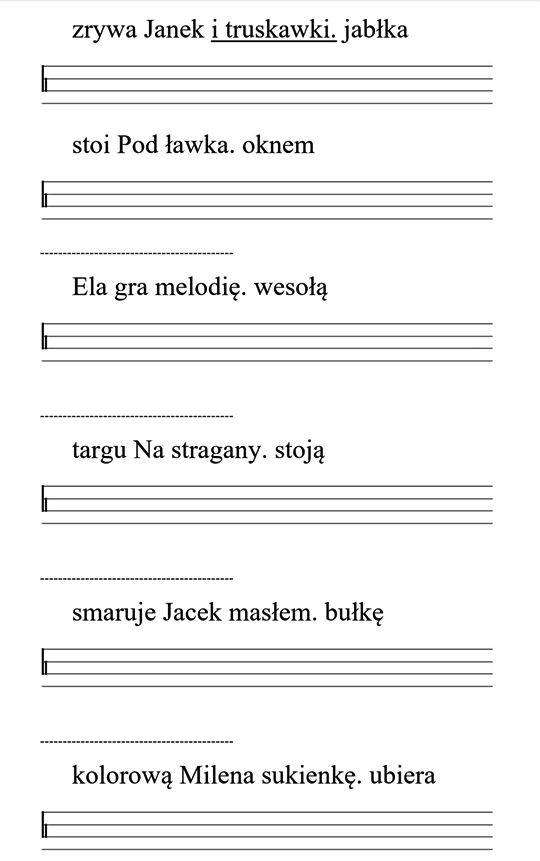 zrywa Janek i truskawki. jabłka
stoi Pod ławka. oknem
Ela gra melodię. wesołą
targu Na stragany. stoją
smaruje Jacek masłem. bułkę
kolorową Milena sukienkę. ubiera